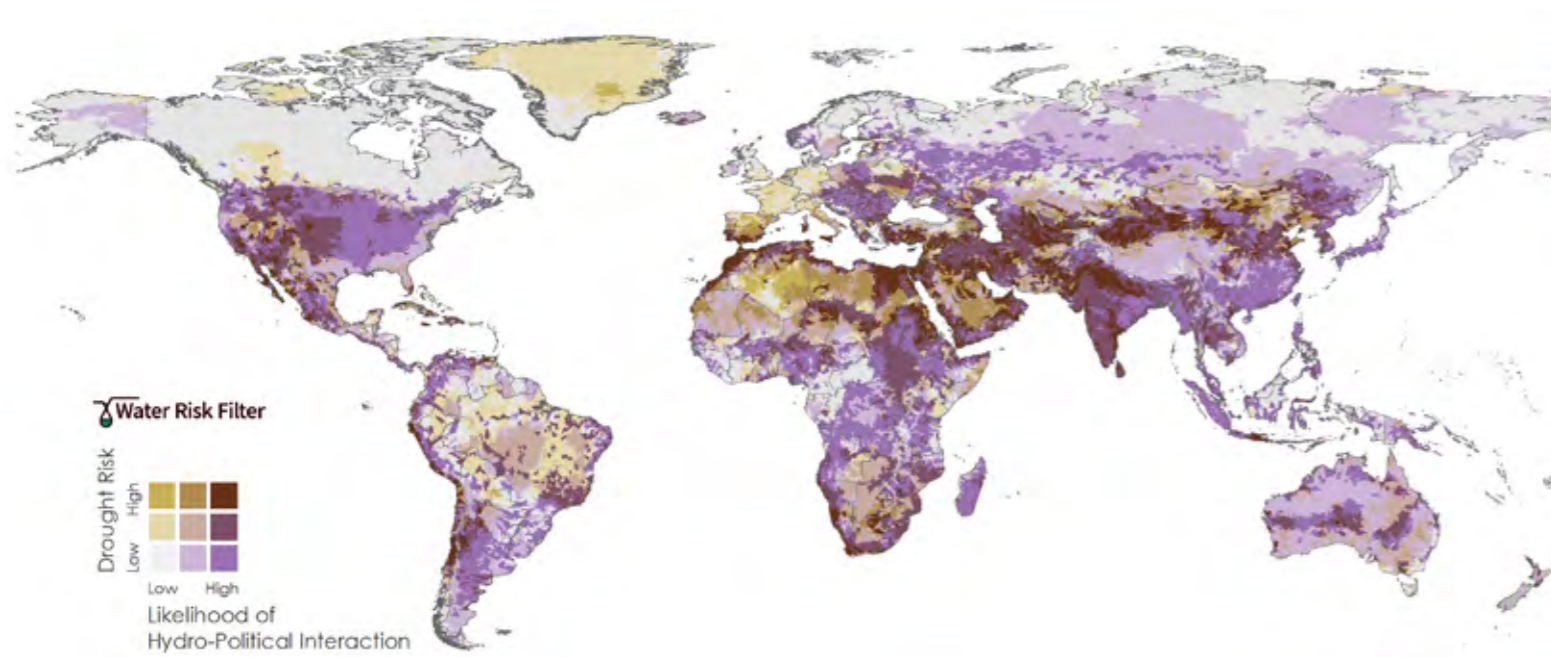 Water Risk Filter
Drought Risk
High
Low
Low High
Likelihood of
Hydro-Political Interaction